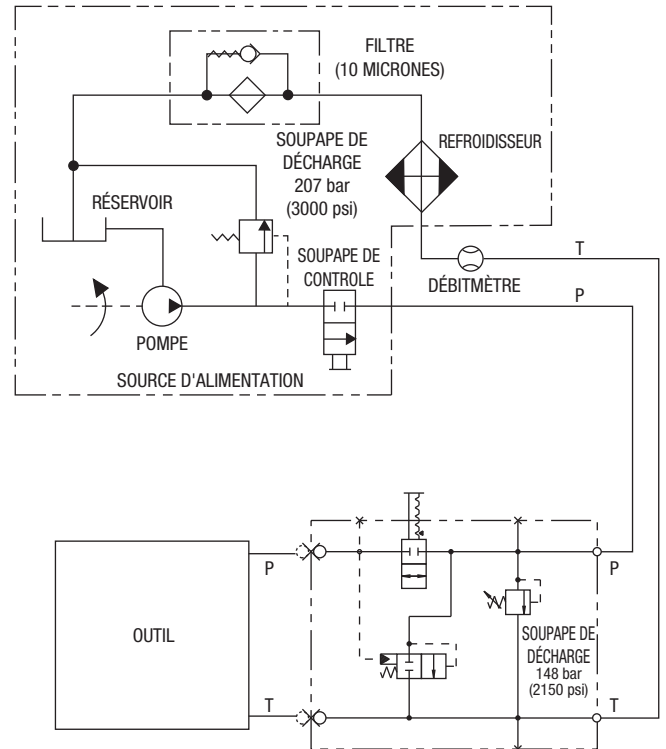 FILTRE
(10 MICRONES)
SOUPAPE DE
DÉCHARGE
207 bar
(3000 psi)
REFROIDISSEUR
RÉSERVOIR
SOUPAPE DE
CONTROLE
T
DÉBITMÈTRE
P
POMPE
SOURCE D'ALIMENTATION
P
P
OUTIL
SOUPAPE DE
DÉCHARGE
148 bar
(2150 psi)
T
T